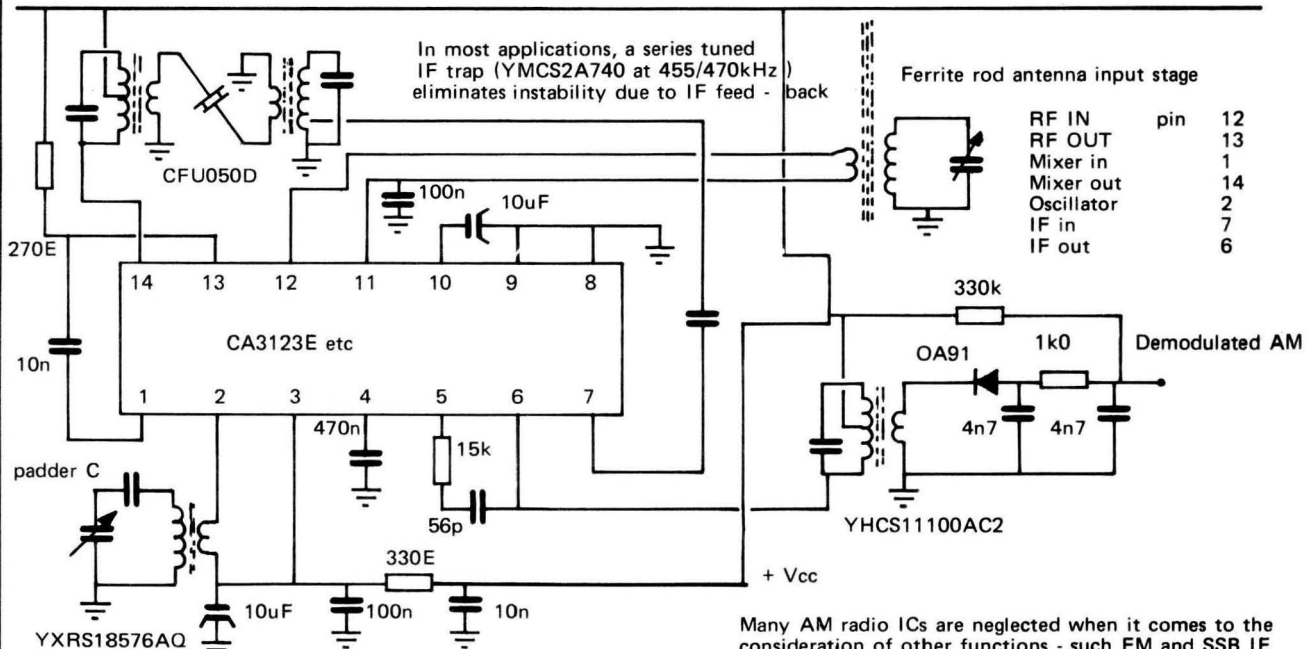 In most applications, a series tuned
IF trap (YMCS2A740 at 455/470kHz )
eliminates instability due to IF feed - back
Ferrite rod antenna input stage
RF IN pin 12
RF OUT 13
Mixer in 1
Mixer out 14
Oscillator 2
IF in 7
IF out 6
CFU050D
100n
10uF
270E
14 13 12 11 10 9 8
330k
CA3123E etc
OA91
1k0
Demodulated AM
10n
1 2 3 4 5 6 7
470n
4n7
4n7
15k
padder C
56p
YHCS11100AC2
330E
+ Vcc
10uF
100n
10n
YXRS18576AQ
Many AM radio ICs are neglected when it comes to the
consideration of other functions - such FM and SSB IF